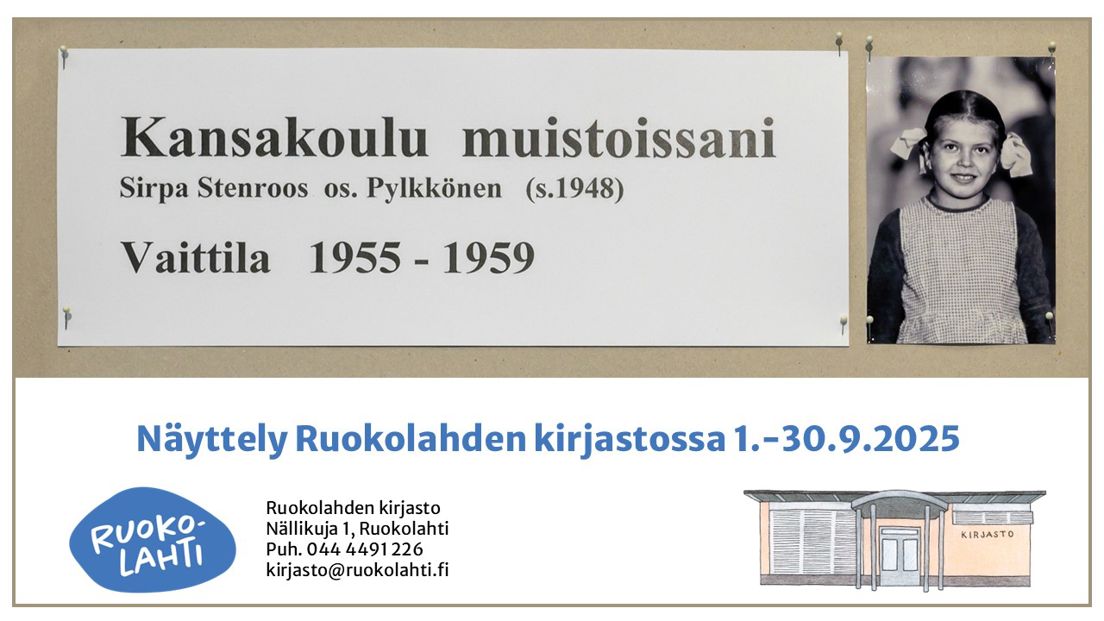 Kansakoulu muistoissani
Sirpa Stenroos os. Pylkkönen (s.1948)
Vaittila 1955 - 1959
Näyttely Ruokolahden kirjastossa 1.-30.9.2025
RUOKO-
LAHTI
Ruokolahden kirjasto
Nällikuja 1, Ruokolahti
Puh. 044 4491 226
kirjasto@ruokolahti.fi
KIRJASTO